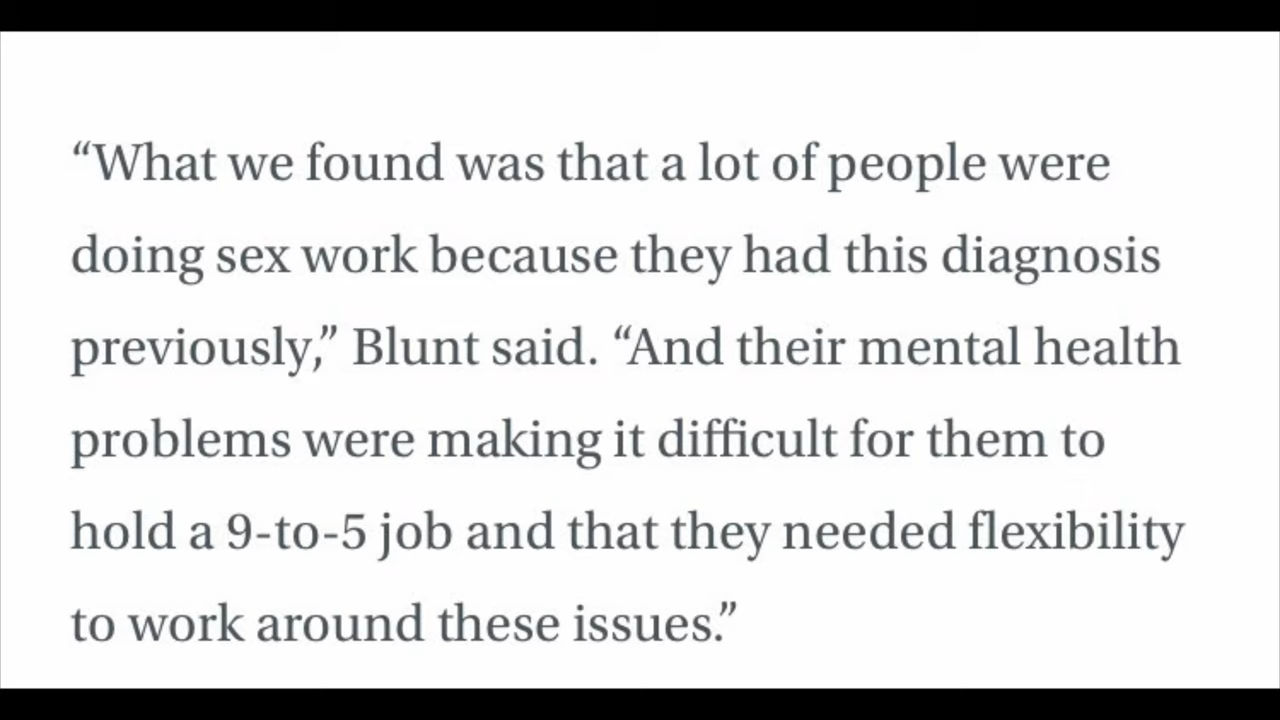 “What we found was that a lot of people were
doing sex work because they had this diagnosis
previously,” Blunt said. “And their mental health
problems were making it difficult for them to
hold a 9-to-5 job and that they needed flexibility
to work around these issues.”